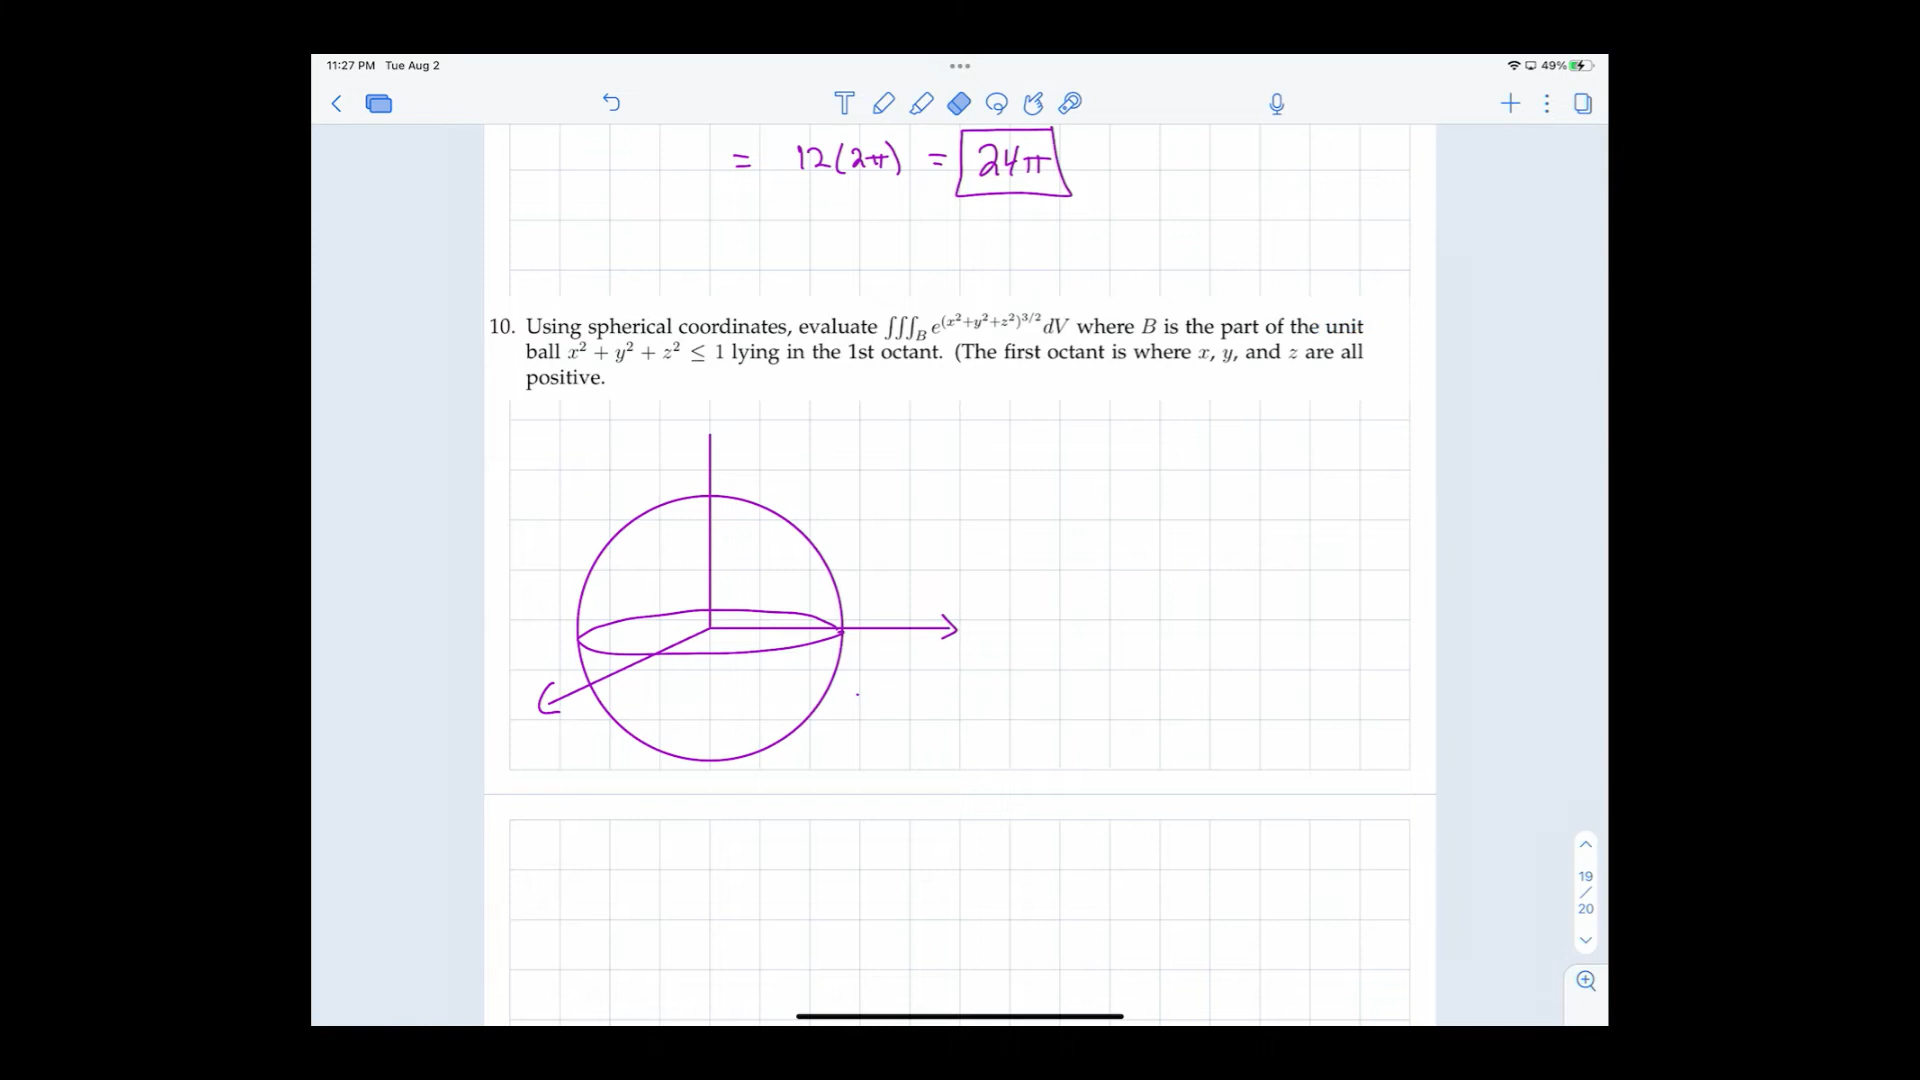 11:27 PM Tue Aug 2
49%
= 12(2π) = 24π
10. Using spherical coordinates, evaluate ∭_B e^{(x²+y²+z²)^{3/2}} dV where B is the part of the unit
ball x² + y² + z² ≤ 1 lying in the 1st octant. (The first octant is where x, y, and z are all
positive.
19
/
20